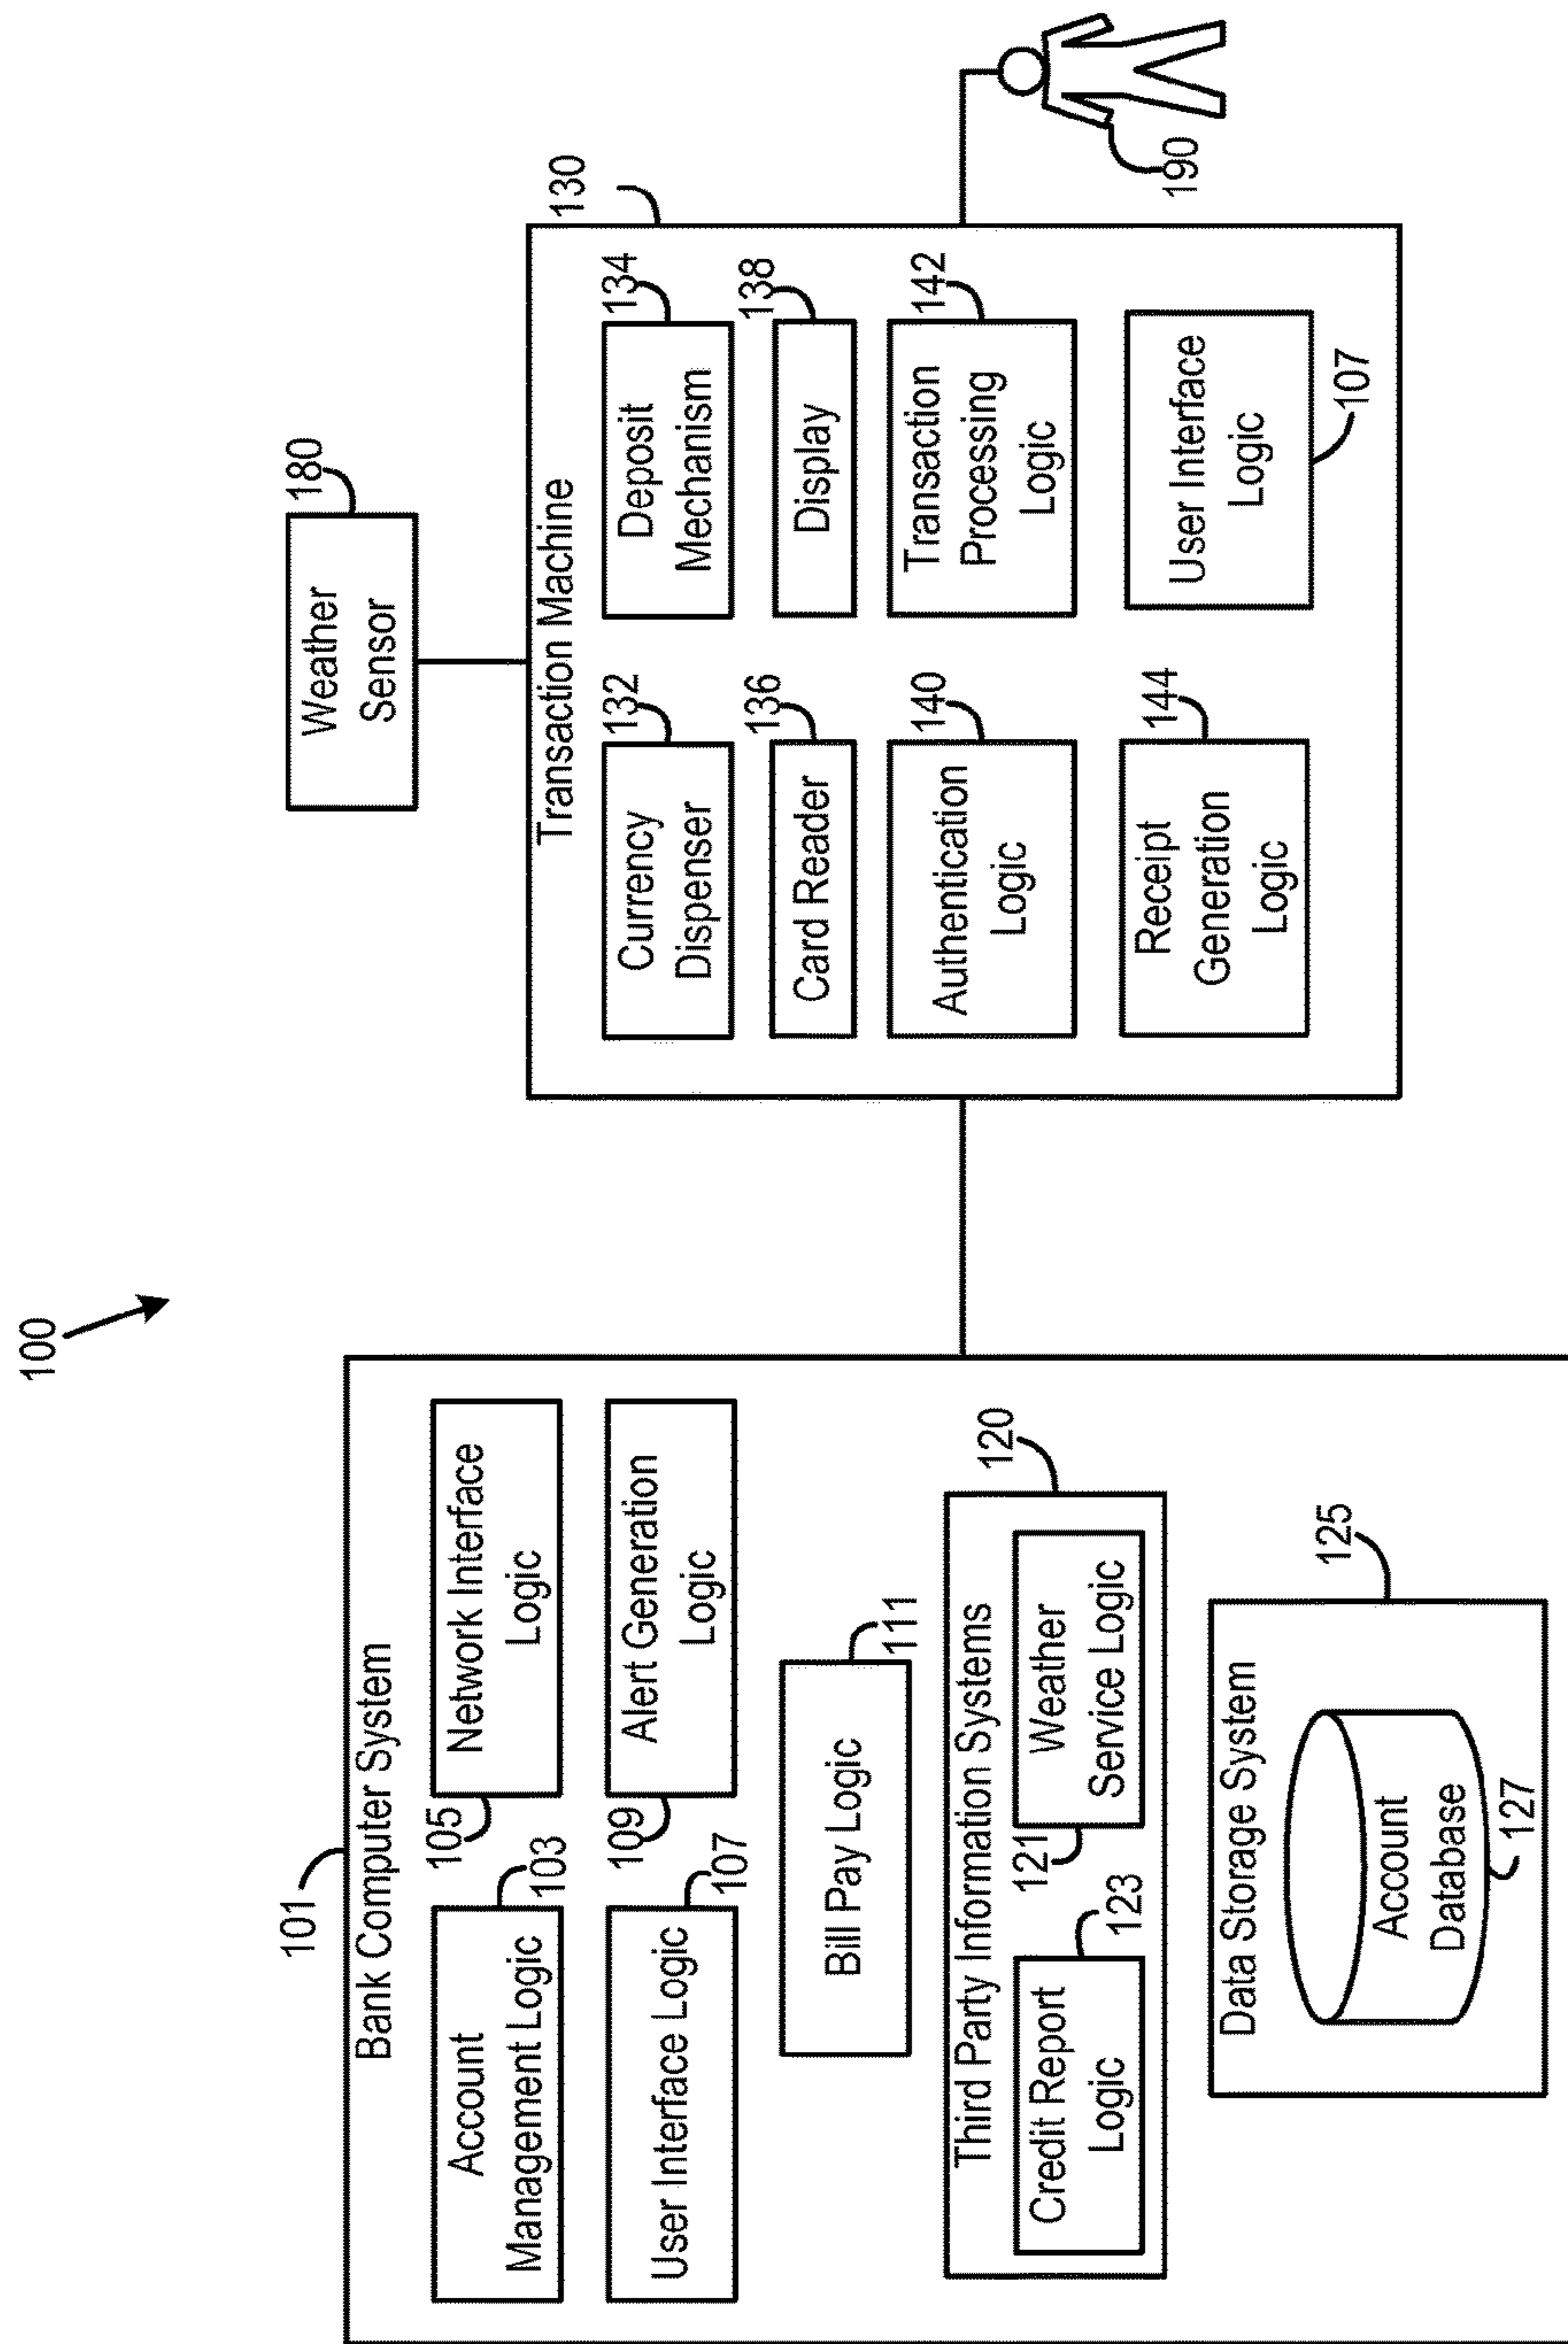 100
101
Bank Computer System
Account
Management Logic
103
Network Interface
Logic
105
User Interface Logic
107
Alert Generation
Logic
109
Bill Pay Logic
111
Third Party Information Systems
120
Credit Report
Logic
123
Weather
Service Logic
121
Data Storage System
125
Account
Database
127
Weather
Sensor
180
Transaction Machine
130
Currency
Dispenser
132
Deposit
Mechanism
134
Card Reader
136
Display
138
Authentication
Logic
140
Transaction
Processing
Logic
142
Receipt
Generation
Logic
144
User Interface
Logic
107
190